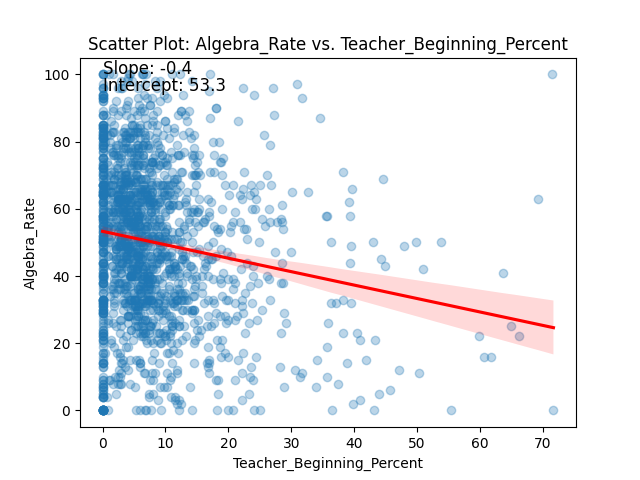 Scatter Plot: Algebra_Rate vs. Teacher_Beginning_Percent
Slope: -0.4
Intercept: 53.3
100
80
60
40
20
0
Algebra_Rate
0 10 20 30 40 50 60 70
Teacher_Beginning_Percent